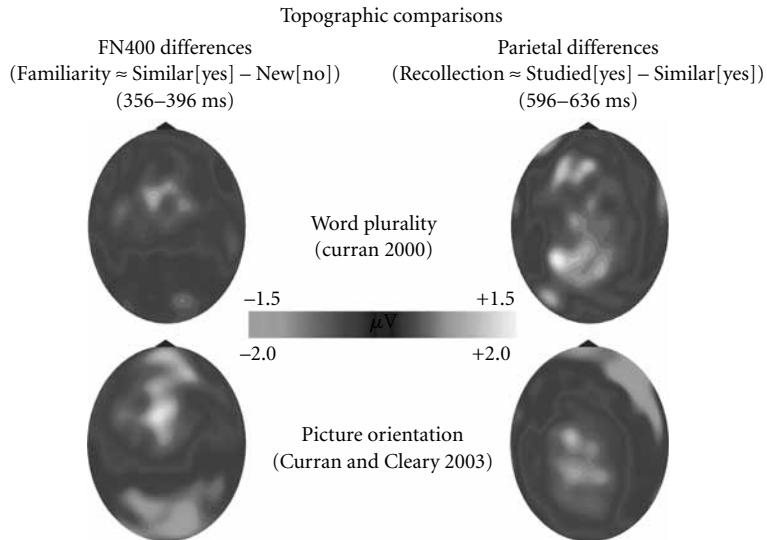 Topographic comparisons
FN400 differences
(Familiarity ≈ Similar[yes] – New[no])
(356–396 ms)
Parietal differences
(Recollection ≈ Studied[yes] – Similar[yes])
(596–636 ms)
Word plurality
(curran 2000)
−1.5
+1.5
μV
−2.0
+2.0
Picture orientation
(Curran and Cleary 2003)